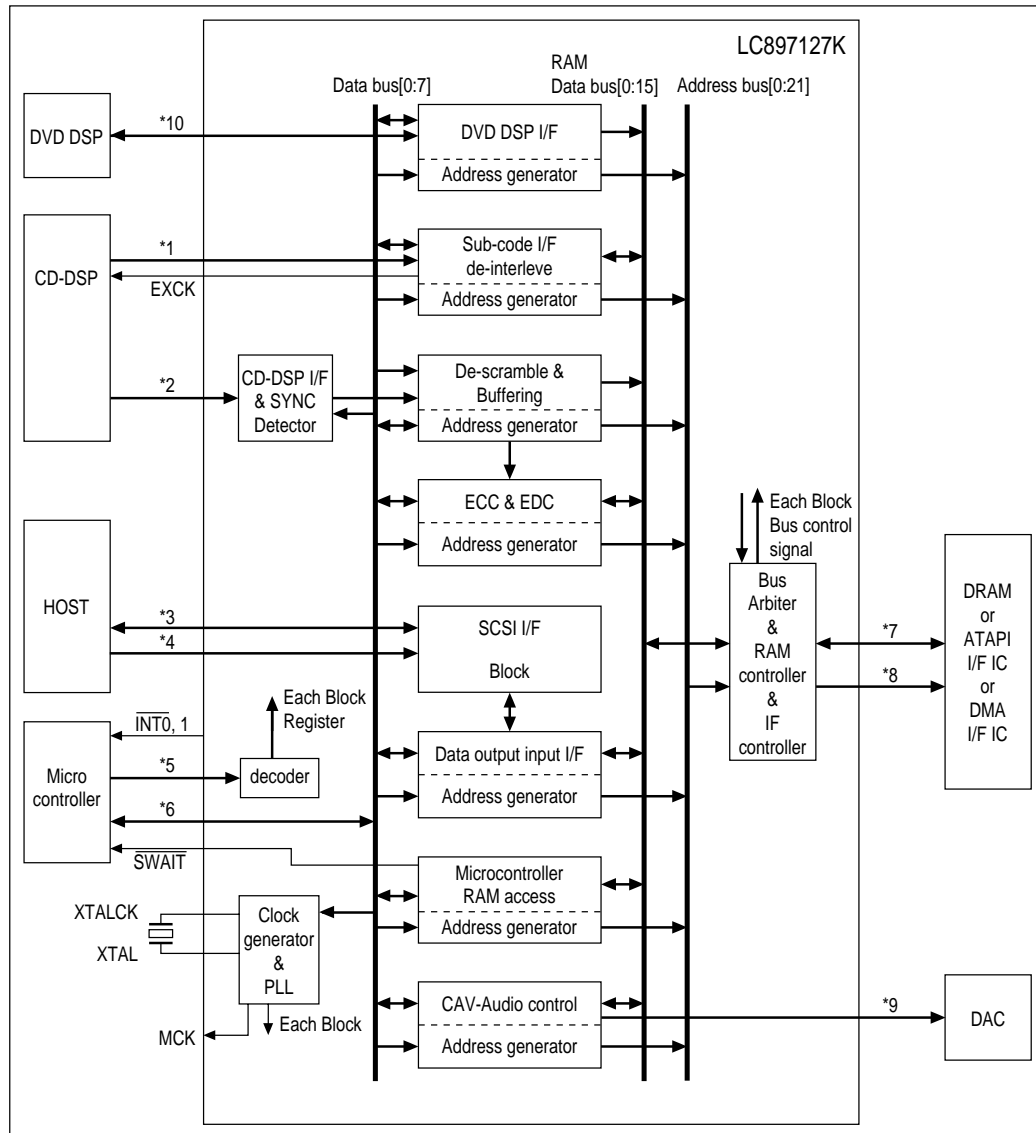 LC897127K
Data bus[0:7]
RAM
Data bus[0:15]
Address bus[0:21]
DVD DSP
*10
DVD DSP I/F
Address generator
CD-DSP
*1
EXCK
Sub-code I/F
de-interleve
Address generator
*2
CD-DSP I/F
& SYNC
Detector
De-scramble &
Buffering
Address generator
ECC & EDC
Address generator
Each Block
Bus control
signal
HOST
*3
*4
SCSI I/F
Block
Bus
Arbiter
&
RAM
controller
&
IF
controller
*7
*8
DRAM
or
ATAPI
I/F IC
or
DMA
I/F IC
Each Block
Register
Micro
controller
INT0, 1
*5
decoder
*6
SWAIT
Data output input I/F
Address generator
Microcontroller
RAM access
Address generator
XTALCK
XTAL
Clock
generator
&
PLL
MCK
Each Block
CAV-Audio control
Address generator
*9
DAC